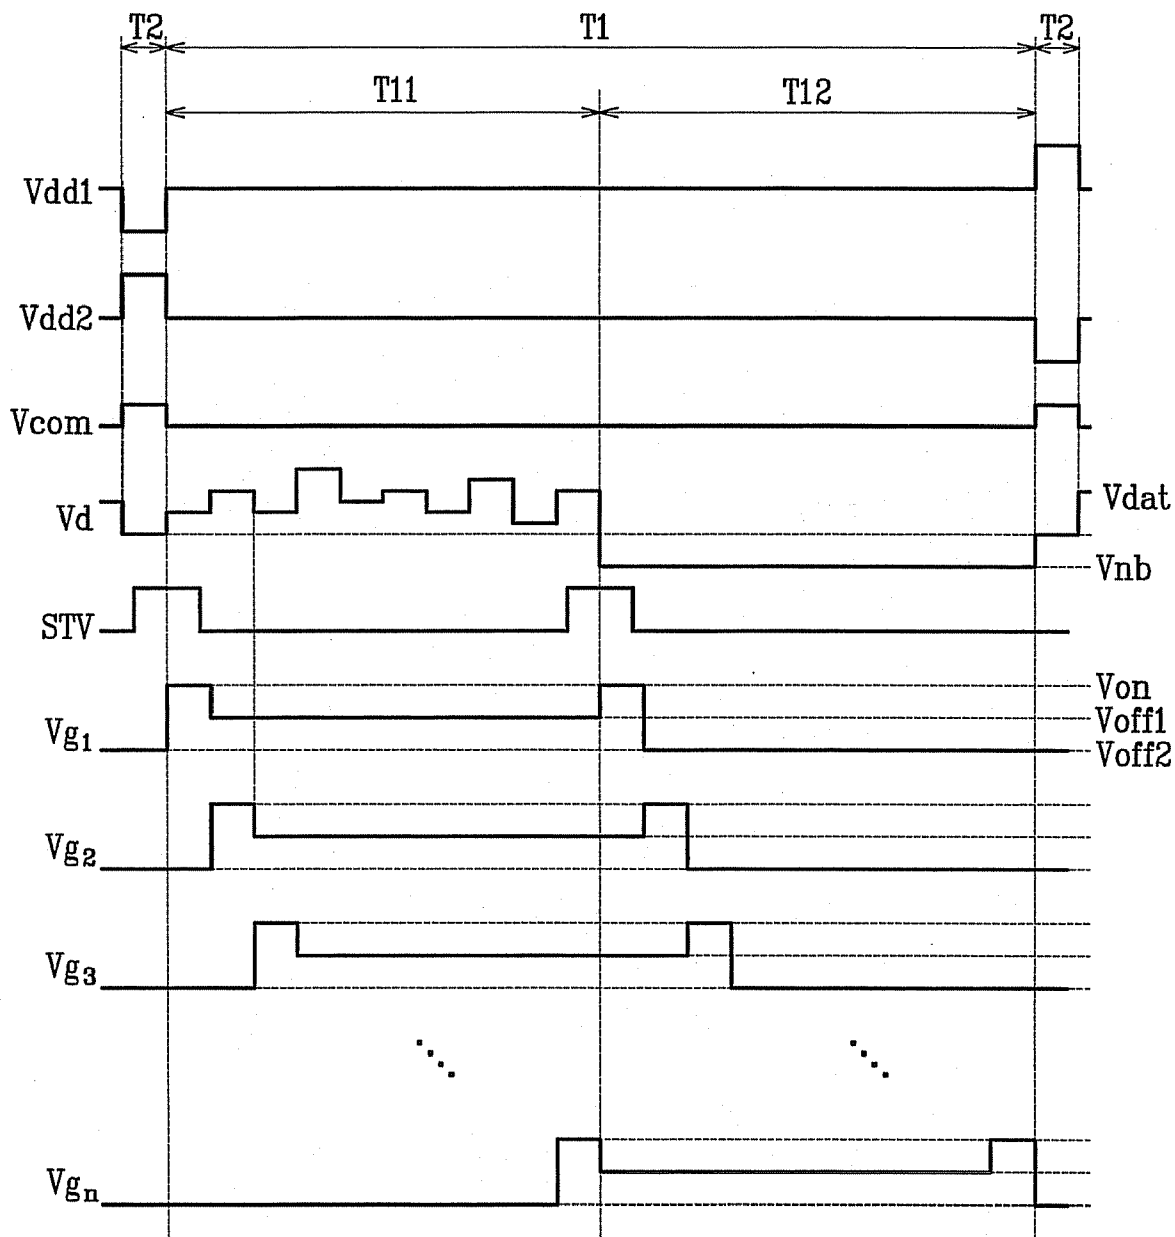 T2 T1 T2
T11 T12
Vdd1
Vdd2
Vcom
Vd
Vdat
Vnb
STV
Von
Vg1
Voff1
Voff2
Vg2
Vg3
Vgn